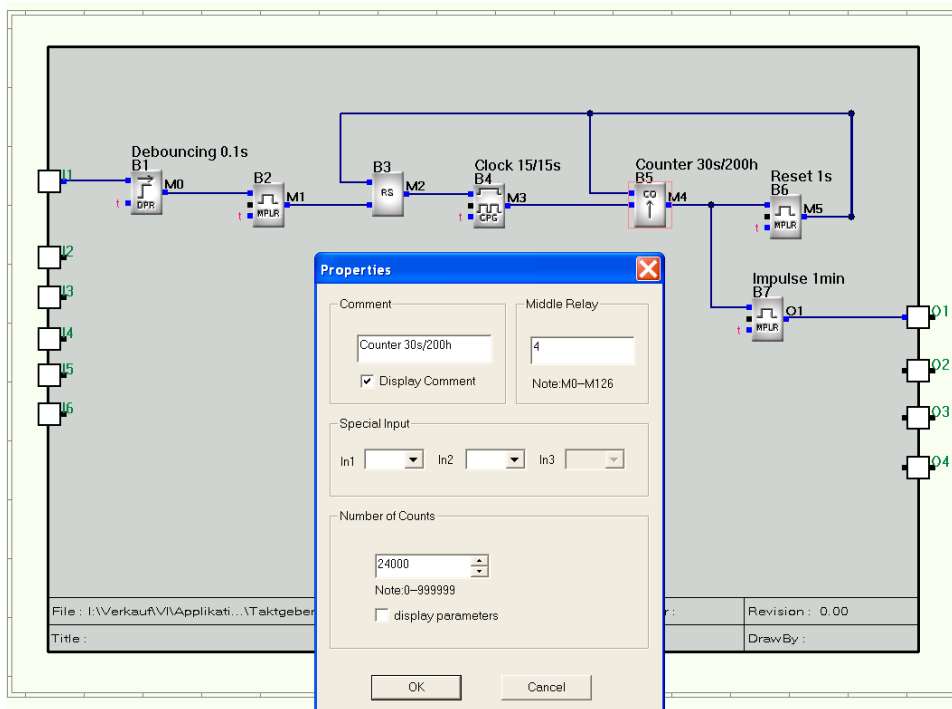 Debouncing 0.1s
B1
I1
M0
t
DPR
B2
M1
t
MPLR
B3
M2
RS
Clock 15/15s
B4
M3
t
CPG
Counter 30s/200h
B5
M4
CO
Reset 1s
B6
M5
t
MPLR
Impulse 1min
B7
O1
t
MPLR
I2
I3
I4
I5
I6
O1
O2
O3
O4
Properties
Comment
Counter 30s/200h
Display Comment
Middle Relay
4
Note:M0-M126
Special Input
In1
In2
In3
Number of Counts
24000
Note:0-999999
display parameters
OK
Cancel
File : I:\Verkauf\VI\Applikati...\Taktgeber
r :
Revision : 0.00
Title :
DrawBy :